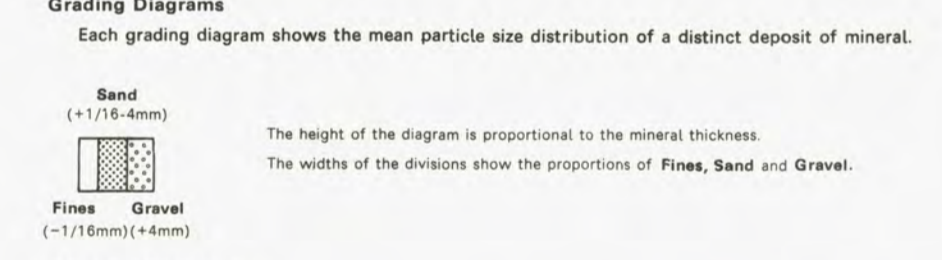 Grading Diagrams
Each grading diagram shows the mean particle size distribution of a distinct deposit of mineral.
Sand
(+1/16-4mm)
The height of the diagram is proportional to the mineral thickness.
The widths of the divisions show the proportions of Fines, Sand and Gravel.
Fines Gravel
(-1/16mm)(+4mm)